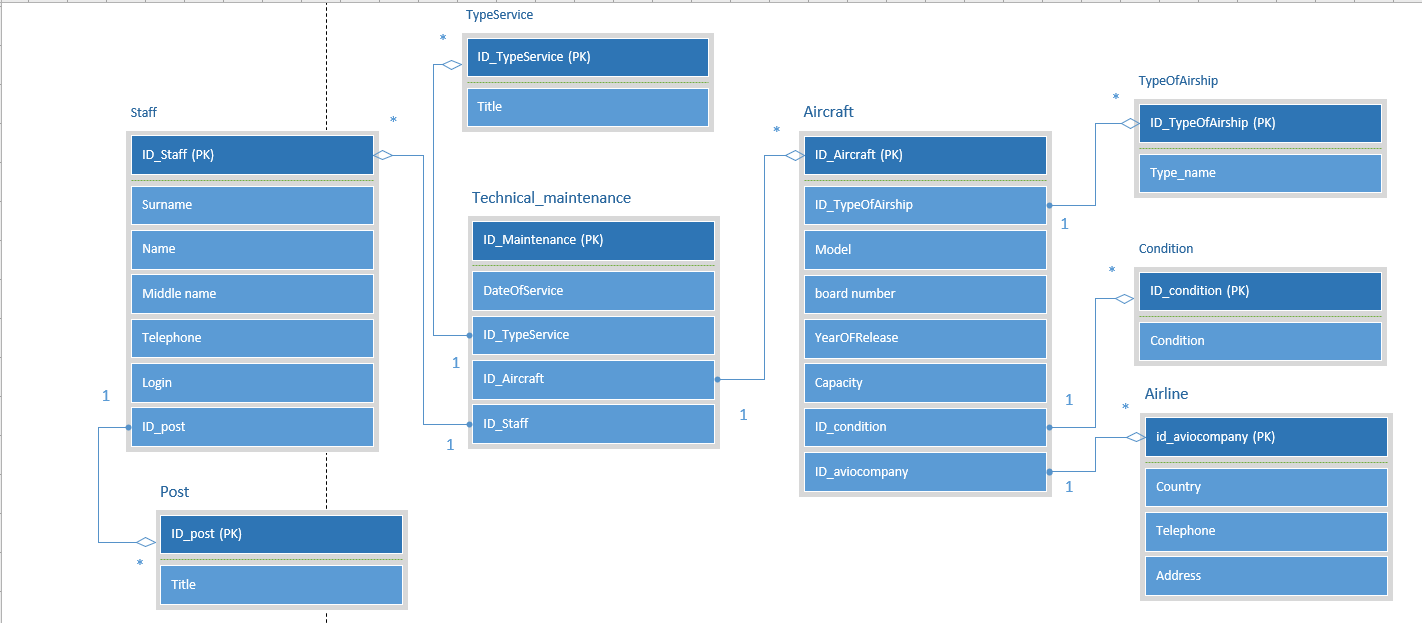 TypeService
*
ID_TypeService (PK)
Title
Staff
*
ID_Staff (PK)
Surname
Name
Middle name
Telephone
Login
1
ID_post
Post
ID_post (PK)
*
Title
Technical_maintenance
ID_Maintenance (PK)
DateOfService
ID_TypeService
1
ID_Aircraft
1
ID_Staff
1
Aircraft
*
ID_Aircraft (PK)
ID_TypeOfAirship
1
Model
board number
YearOFRelease
Capacity
1
ID_condition
ID_aviocompany
1
TypeOfAirship
*
ID_TypeOfAirship (PK)
Type_name
Condition
*
ID_condition (PK)
Condition
Airline
*
id_aviocompany (PK)
Country
Telephone
Address